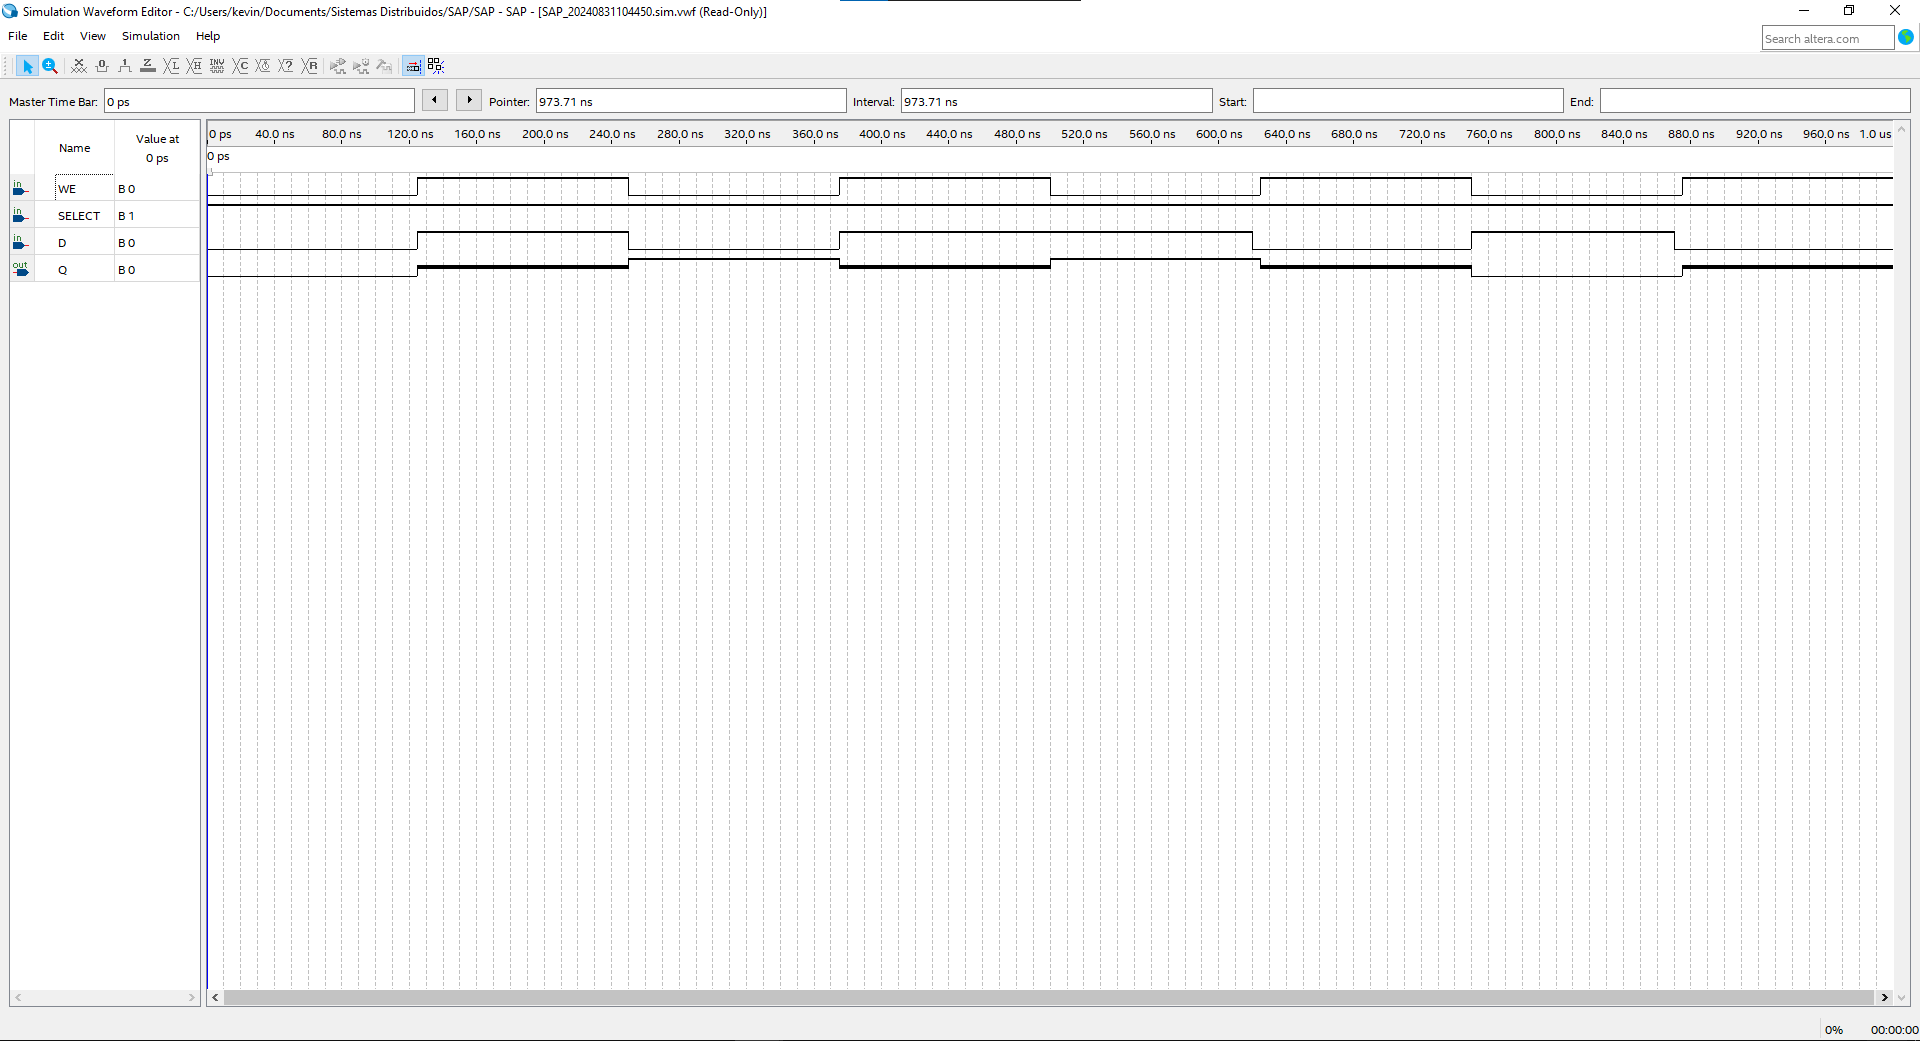 Simulation Waveform Editor - C:/Users/kevin/Documents/Sistemas Distribuidos/SAP/SAP - SAP - [SAP_20240831104450.sim.vwf (Read-Only)]
File Edit View Simulation Help
Search altera.com
Master Time Bar: 0 ps Pointer: 973.71 ns Interval: 973.71 ns Start: End:
Name Value at 0 ps
0 ps 40.0 ns 80.0 ns 120.0 ns 160.0 ns 200.0 ns 240.0 ns 280.0 ns 320.0 ns 360.0 ns 400.0 ns 440.0 ns 480.0 ns 520.0 ns 560.0 ns 600.0 ns 640.0 ns 680.0 ns 720.0 ns 760.0 ns 800.0 ns 840.0 ns 880.0 ns 920.0 ns 960.0 ns 1.0 us
0 ps
in WE B 0
in SELECT B 1
in D B 0
out Q B 0
0% 00:00:00